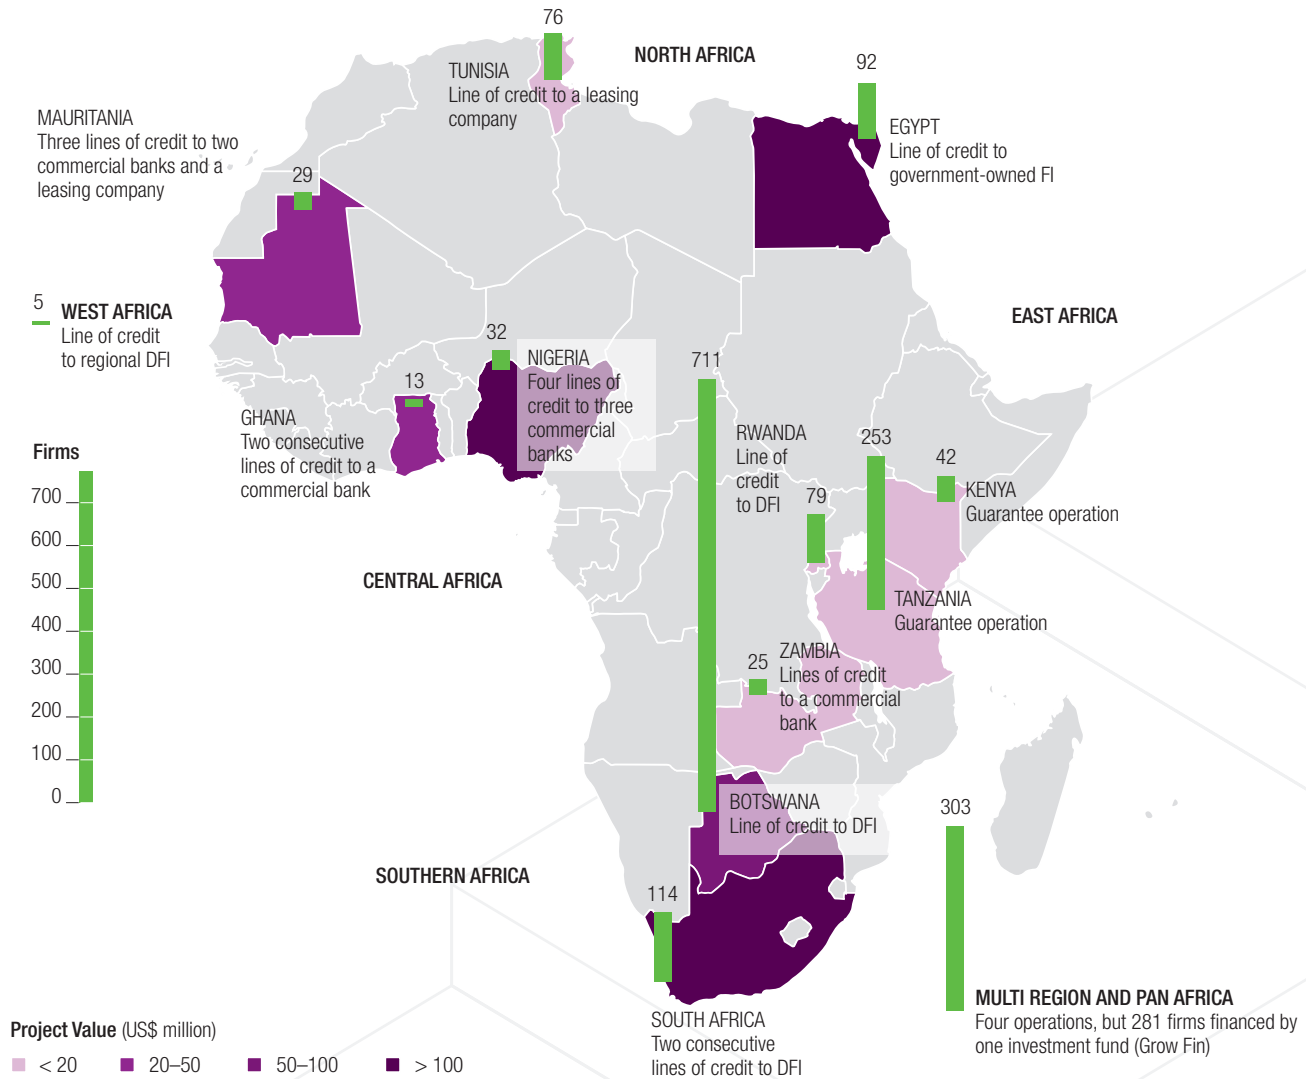 76
NORTH AFRICA
TUNISIA
Line of credit to a leasing
company
92
EGYPT
Line of credit to
government-owned FI
MAURITANIA
Three lines of credit to two
commercial banks and a
leasing company
29
5
WEST AFRICA
Line of credit
to regional DFI
EAST AFRICA
32
NIGERIA
Four lines of
credit to three
commercial
banks
13
GHANA
Two consecutive
lines of credit to a
commercial bank
711
RWANDA
Line of
credit
to DFI
79
253
42
KENYA
Guarantee operation
Firms
700
600
500
400
300
200
100
0
CENTRAL AFRICA
TANZANIA
Guarantee operation
25
ZAMBIA
Lines of credit
to a commercial
bank
BOTSWANA
Line of credit to DFI
303
SOUTHERN AFRICA
114
SOUTH AFRICA
Two consecutive
lines of credit to DFI
MULTI REGION AND PAN AFRICA
Four operations, but 281 firms financed by
one investment fund (Grow Fin)
Project Value (US$ million)
< 20
20–50
50–100
> 100